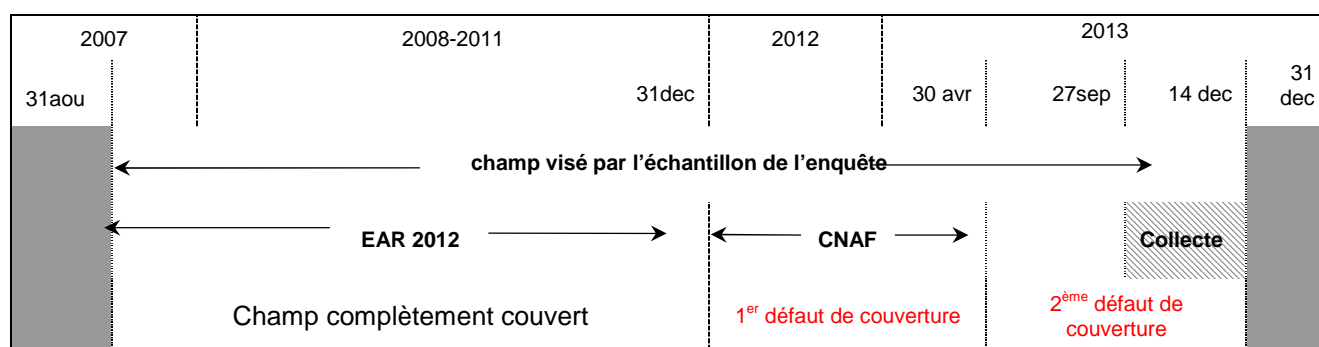 2007 2008-2011 2012 2013
31aou 31dec 30 avr 27sep 14 dec 31
dec
champ visé par l’échantillon de l’enquête
EAR 2012 CNAF Collecte
Champ complètement couvert 1er défaut de couverture 2ème défaut de
couverture